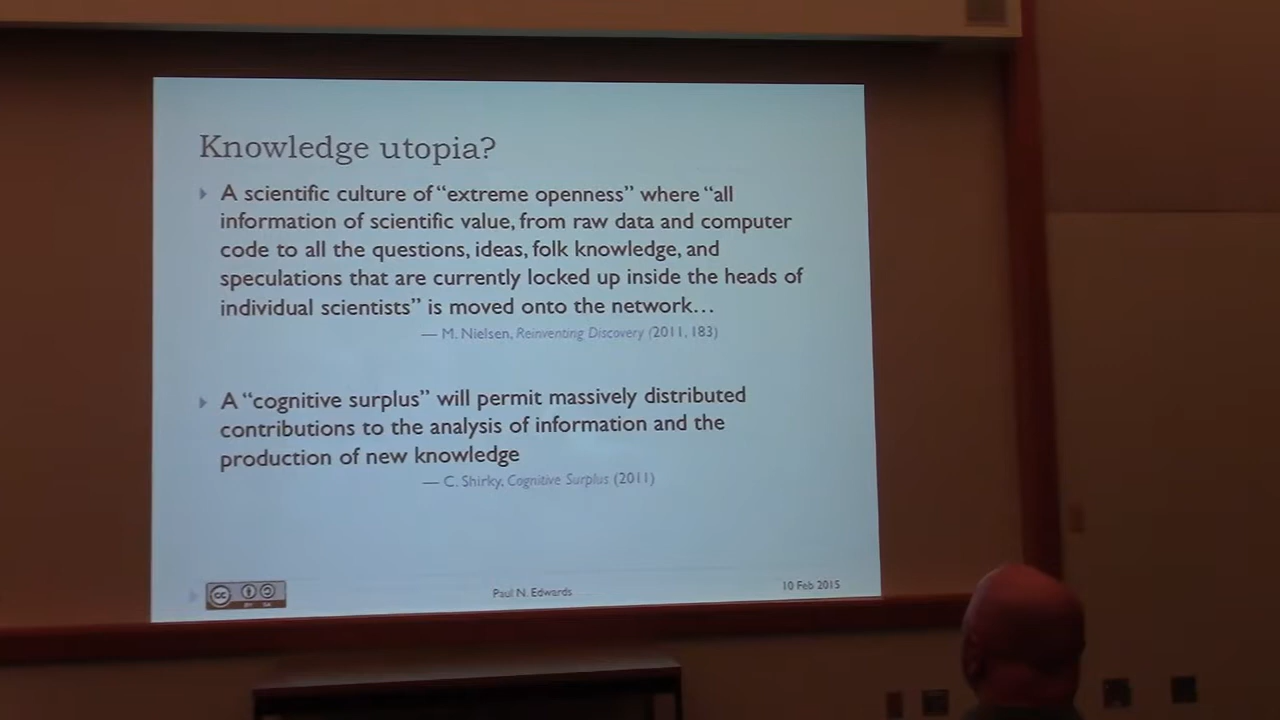 Knowledge utopia?
A scientific culture of “extreme openness” where “all
information of scientific value, from raw data and computer
code to all the questions, ideas, folk knowledge, and
speculations that are currently locked up inside the heads of
individual scientists” is moved onto the network…
— M. Nielsen, Reinventing Discovery (2011, 183)
A “cognitive surplus” will permit massively distributed
contributions to the analysis of information and the
production of new knowledge
— C. Shirky, Cognitive Surplus (2011)
cc
BY SA
Paul N. Edwards
10 Feb 2015